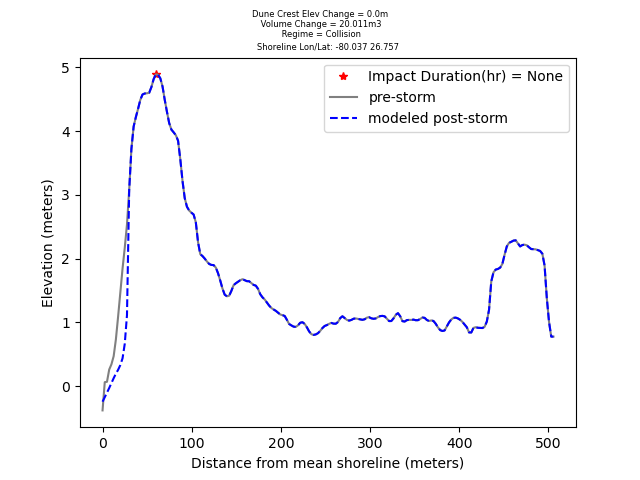 Dune Crest Elev Change = 0.0m
Volume Change = 20.011m3
Regime = Collision
Shoreline Lon/Lat: -80.037 26.757
Impact Duration(hr) = None
pre-storm
modeled post-storm
Elevation (meters)
5
4
3
2
1
0
0 100 200 300 400 500
Distance from mean shoreline (meters)